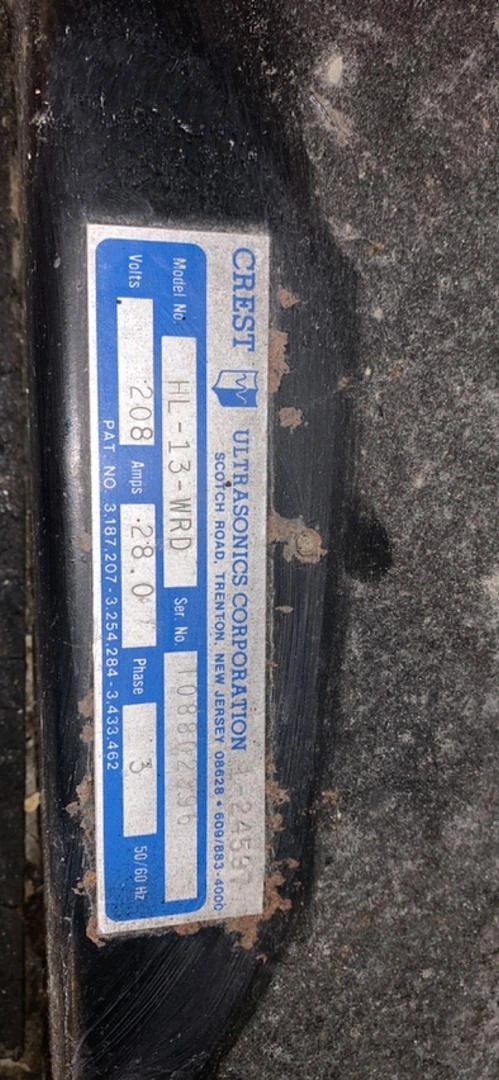 CREST ULTRASONICS CORPORATION
SCOTCH ROAD, TRENTON, NEW JERSEY 08628 • 609/883-4000
Model No. HL-13-WRD Ser. No.
Volts 208 Amps 28.0 Phase 3 50/60 Hz
PAT. NO. 3,187,207 - 3,254,284 - 3,433,462